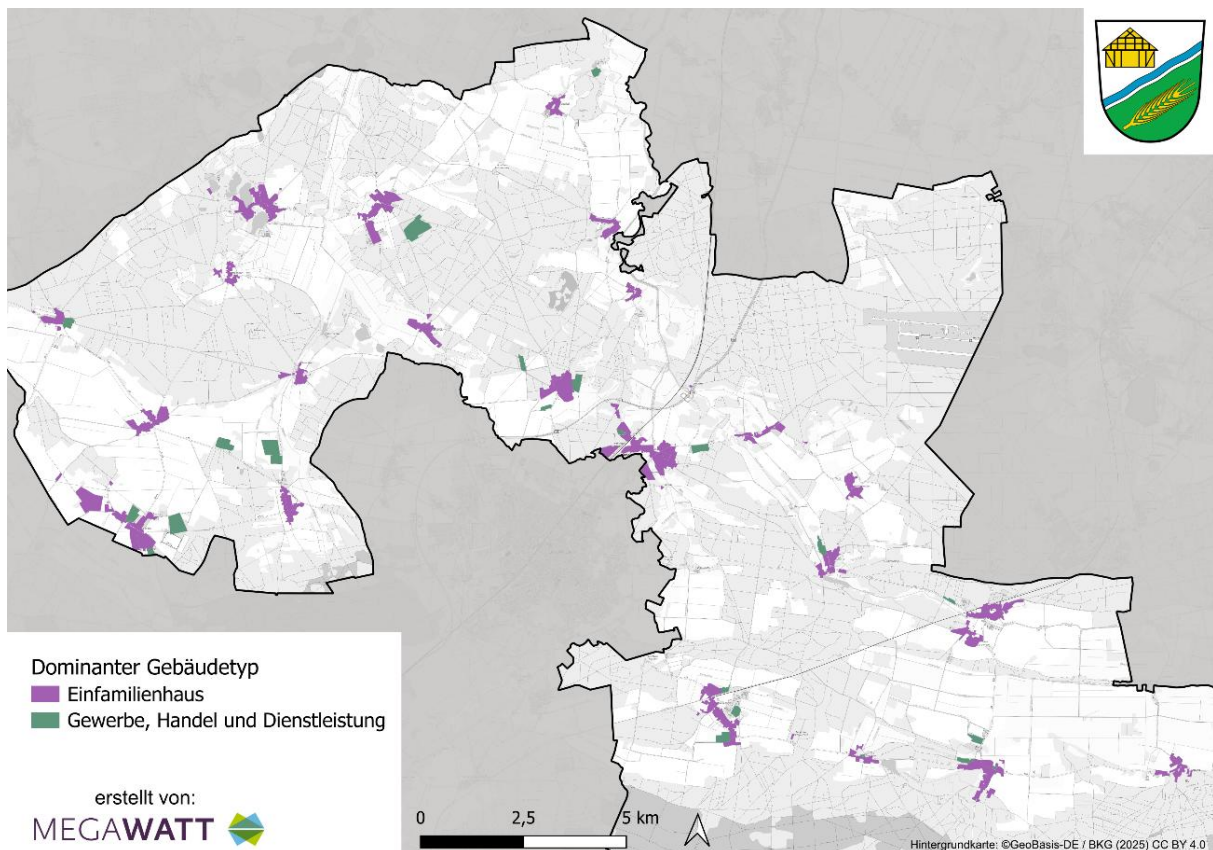 Dominanter Gebäudetyp
Einfamilienhaus
Gewerbe, Handel und Dienstleistung
erstellt von:
MEGAWATT
0 2,5 5 km
Hintergrundkarte: ©GeoBasis-DE / BKG (2025) CC BY 4.0